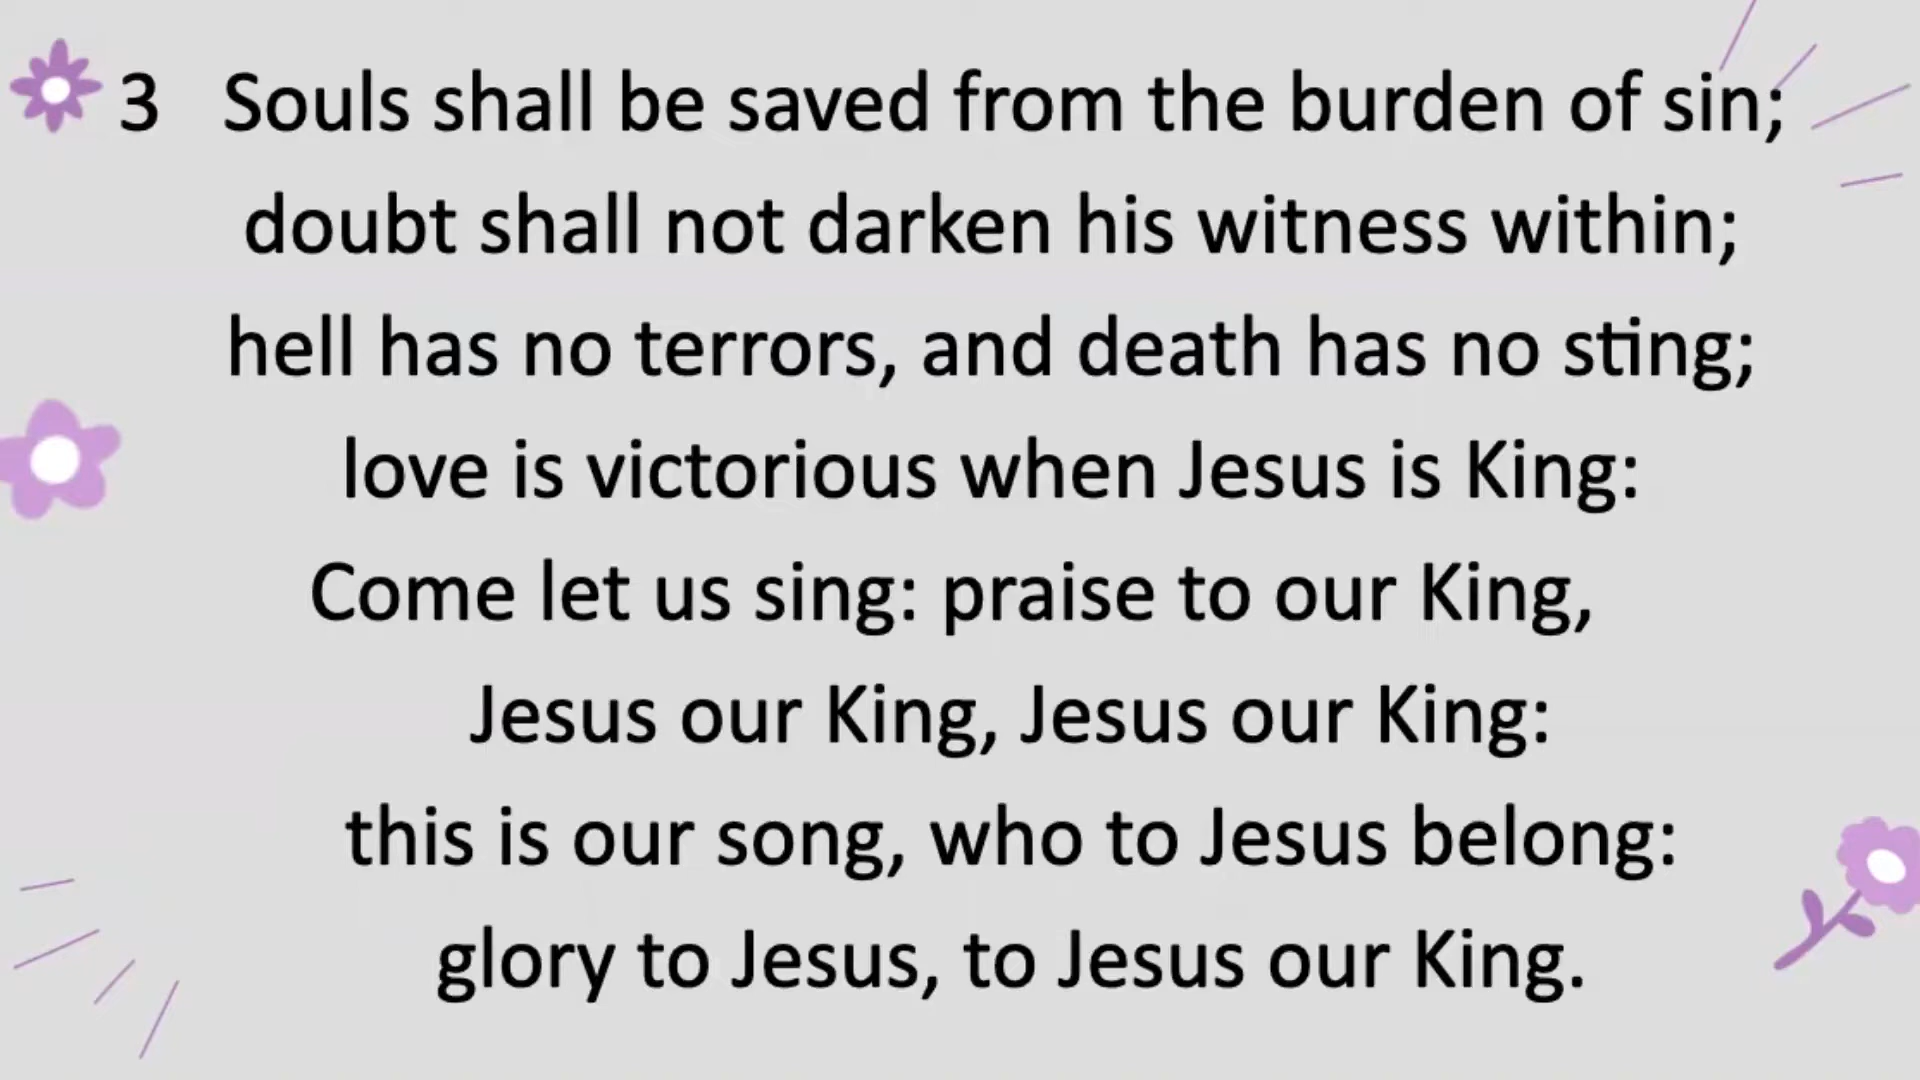 3 Souls shall be saved from the burden of sin;
doubt shall not darken his witness within;
hell has no terrors, and death has no sting;
love is victorious when Jesus is King:
Come let us sing: praise to our King,
Jesus our King, Jesus our King:
this is our song, who to Jesus belong:
glory to Jesus, to Jesus our King.